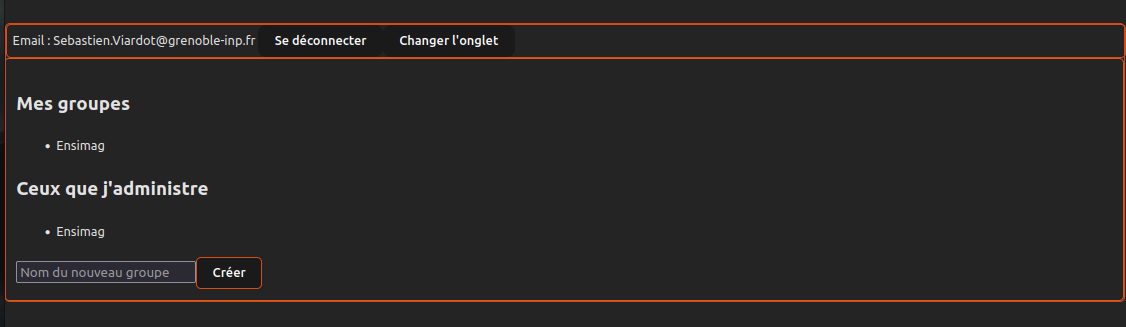 Email : Sebastien.Viardot@grenoble-inp.fr Se déconnecter Changer l'onglet
Mes groupes
• Ensimag
Ceux que j'administre
• Ensimag
Nom du nouveau groupe Créer